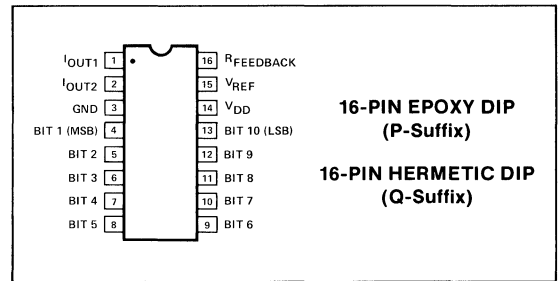 IOUT1 1 16 RFEEDBACK
IOUT2 2 15 VREF
GND 3 14 VDD
BIT 1 (MSB) 4 13 BIT 10 (LSB)
BIT 2 5 12 BIT 9
BIT 3 6 11 BIT 8
BIT 4 7 10 BIT 7
BIT 5 8 9 BIT 6
16-PIN EPOXY DIP
(P-Suffix)
16-PIN HERMETIC DIP
(Q-Suffix)